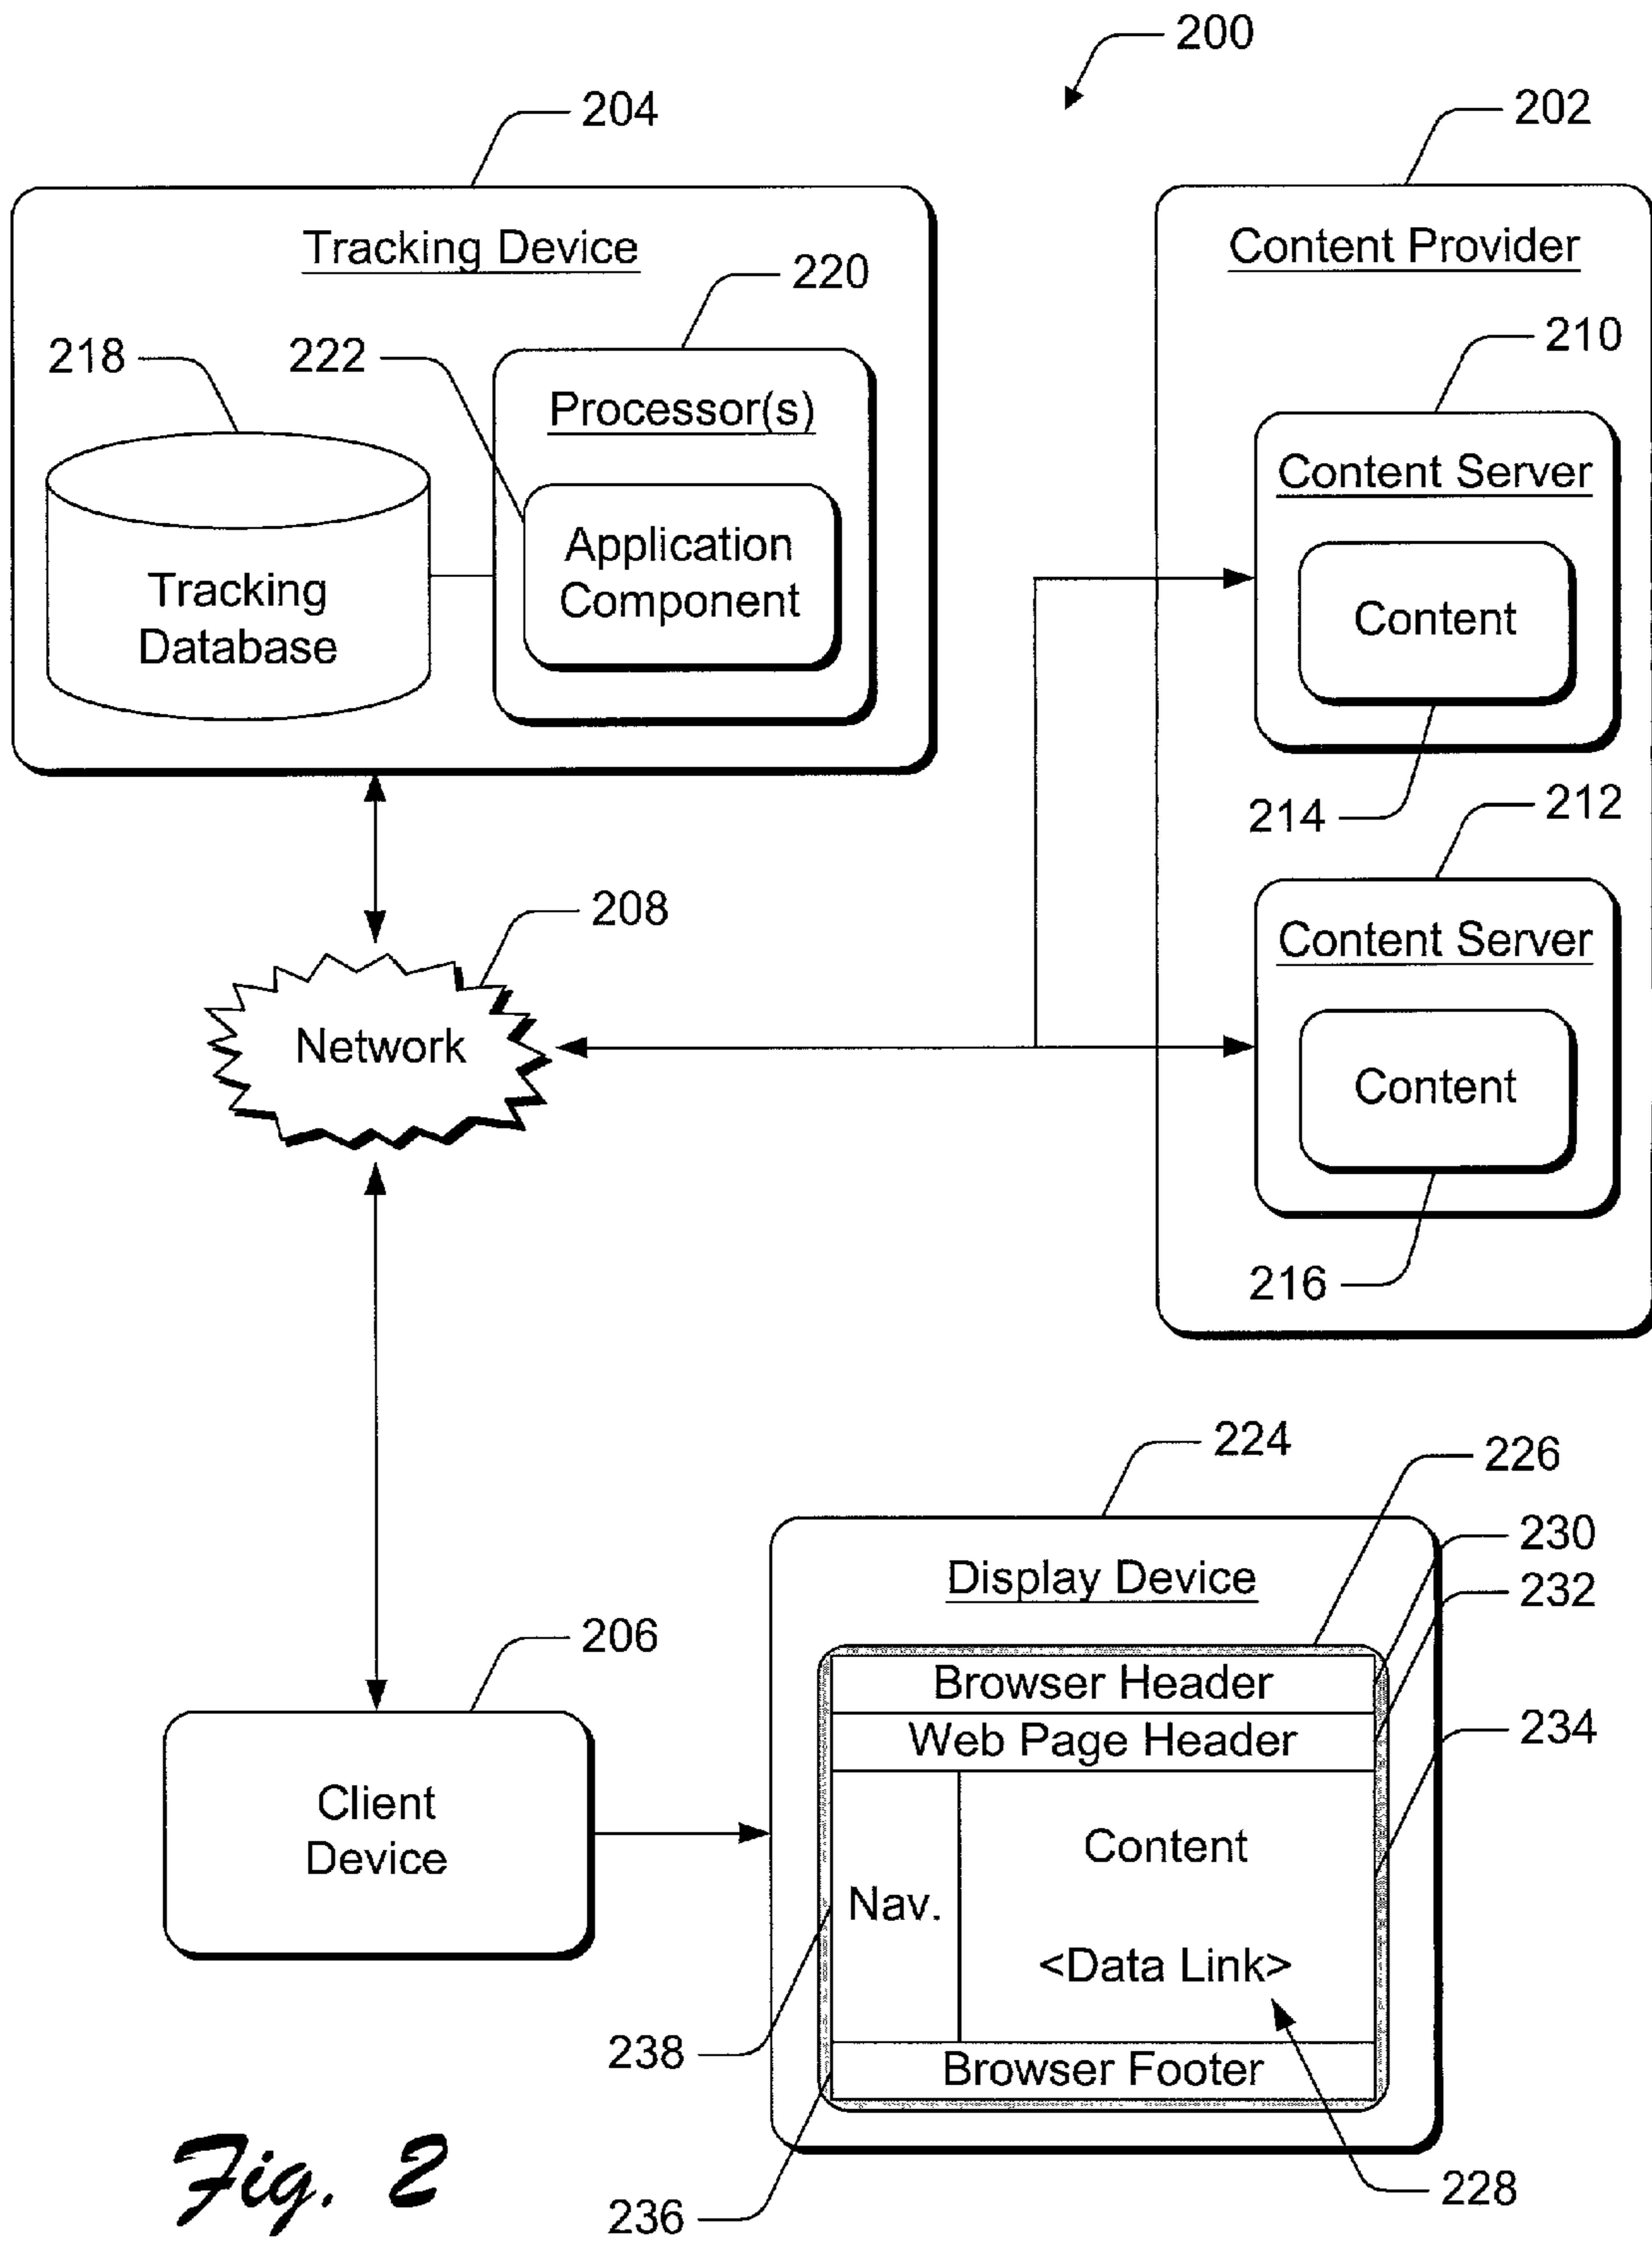 200
204
202
Tracking Device
Content Provider
220
218
222
210
Processor(s)
Content Server
Application
Component
Tracking
Database
Content
214
212
208
Content Server
Network
Content
216
224
226
230
Display Device
232
206
Browser Header
234
Web Page Header
Client
Device
Content
Nav.
<Data Link>
238
Browser Footer
228
236
Fig. 2